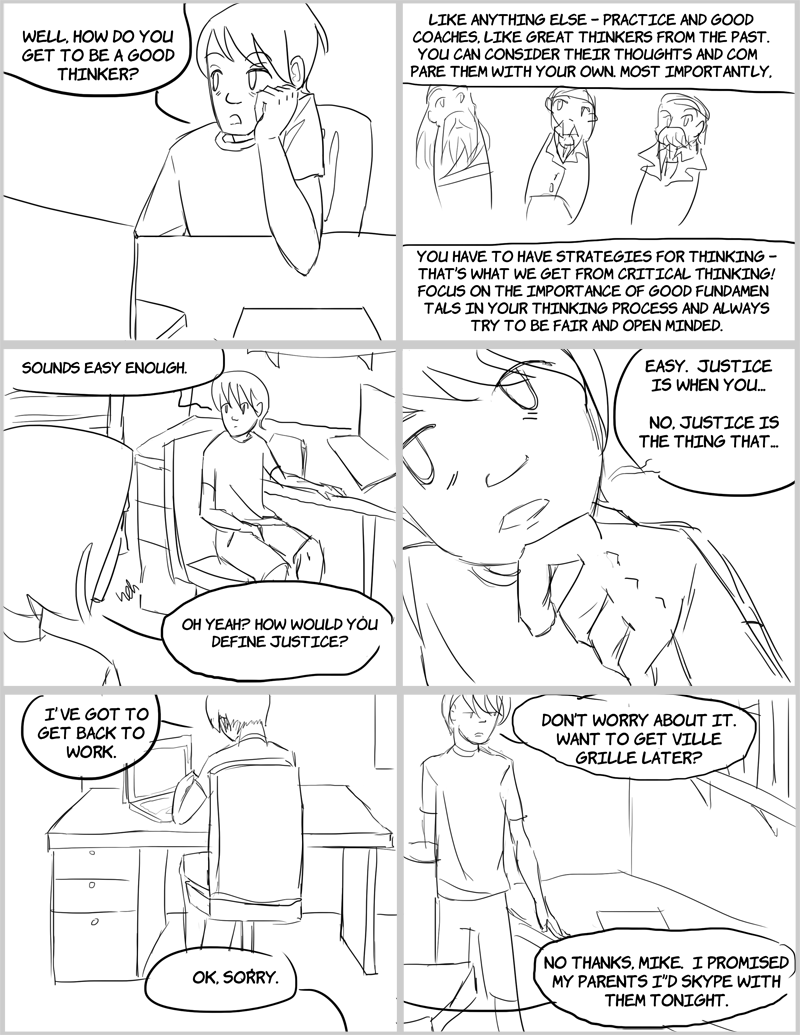 WELL, HOW DO YOU
GET TO BE A GOOD
THINKER?
LIKE ANYTHING ELSE - PRACTICE AND GOOD
COACHES, LIKE GREAT THINKERS FROM THE PAST.
YOU CAN CONSIDER THEIR THOUGHTS AND COM
PARE THEM WITH YOUR OWN. MOST IMPORTANTLY,
YOU HAVE TO HAVE STRATEGIES FOR THINKING -
THAT'S WHAT WE GET FROM CRITICAL THINKING!
FOCUS ON THE IMPORTANCE OF GOOD FUNDAMEN
TALS IN YOUR THINKING PROCESS AND ALWAYS
TRY TO BE FAIR AND OPEN MINDED.
SOUNDS EASY ENOUGH.
heh
OH YEAH? HOW WOULD YOU
DEFINE JUSTICE?
EASY. JUSTICE
IS WHEN YOU...
NO, JUSTICE IS
THE THING THAT...
I'VE GOT TO
GET BACK TO
WORK.
OK, SORRY.
DON'T WORRY ABOUT IT.
WANT TO GET VILLE
GRILLE LATER?
NO THANKS, MIKE. I PROMISED
MY PARENTS I"D SKYPE WITH
THEM TONIGHT.